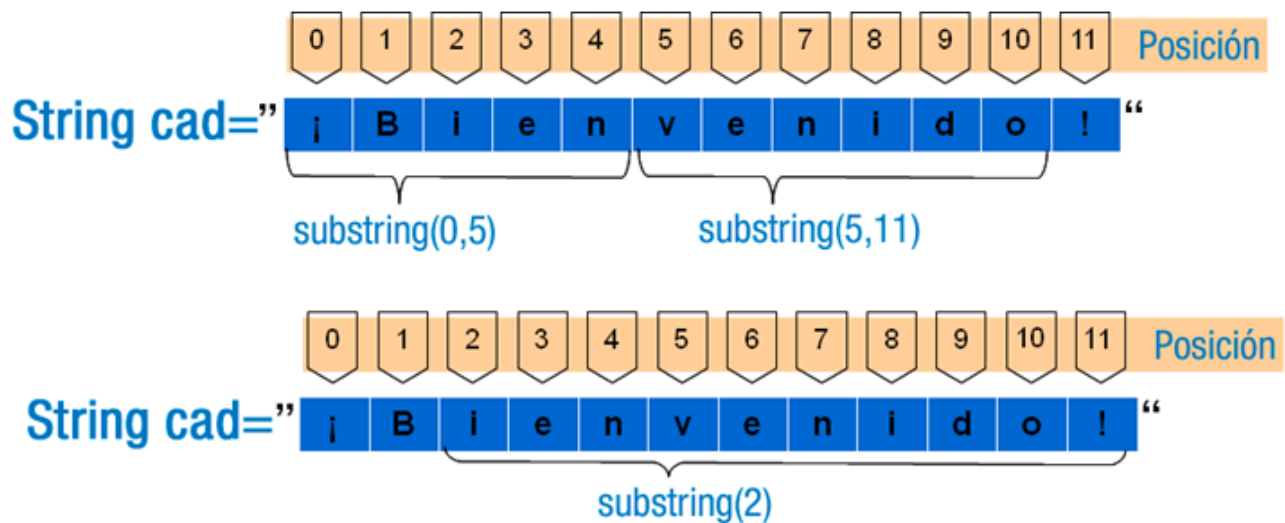 0 1 2 3 4 5 6 7 8 9 10 11 Posición
String cad=” ¡ B i e n v e n i d o ! “
substring(0,5) substring(5,11)
0 1 2 3 4 5 6 7 8 9 10 11 Posición
String cad=” ¡ B i e n v e n i d o ! “
substring(2)